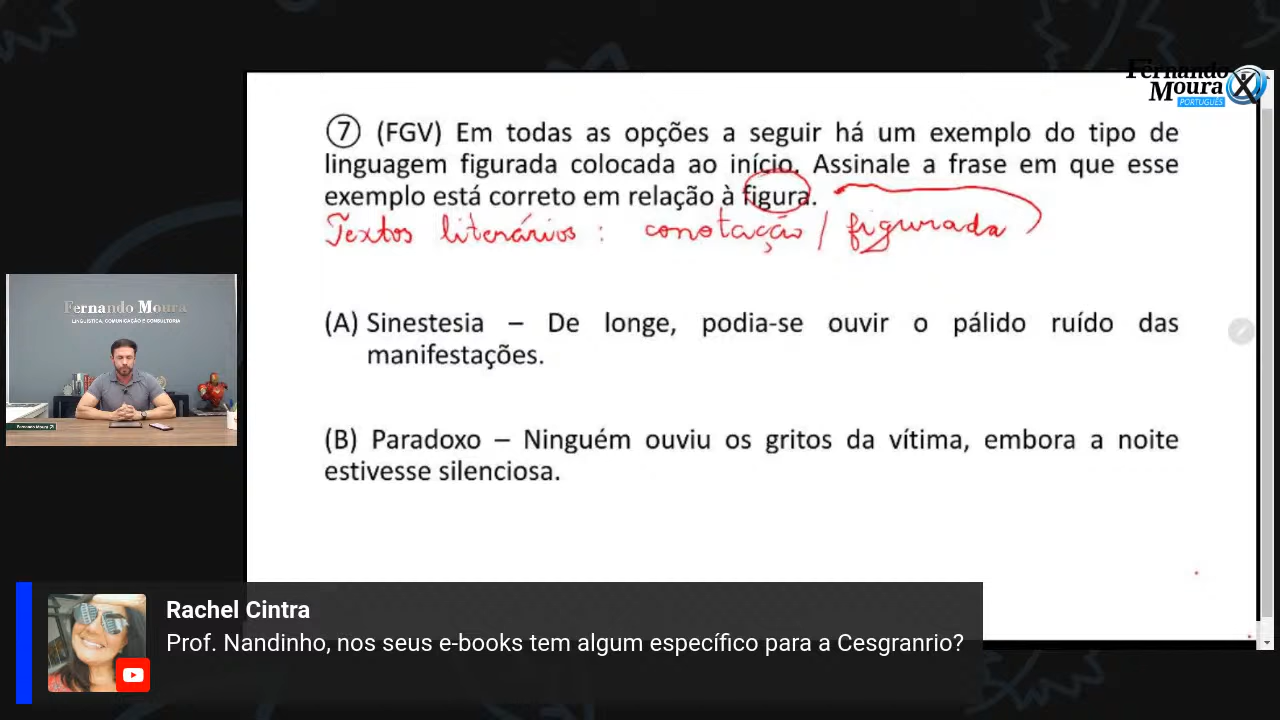 Fernando
Moura
PORTUGUÊS
7 (FGV) Em todas as opções a seguir há um exemplo do tipo de
linguagem figurada colocada ao início. Assinale a frase em que esse
exemplo está correto em relação à figura.
Textos literários : conotação / figurada
(A) Sinestesia – De longe, podia-se ouvir o pálido ruído das
manifestações.
(B) Paradoxo – Ninguém ouviu os gritos da vítima, embora a noite
estivesse silenciosa.
Fernando Moura
LINGUÍSTICA, COMUNICAÇÃO E CONSULTORIA
Fernando Moura
Rachel Cintra
Prof. Nandinho, nos seus e-books tem algum específico para a Cesgranrio?